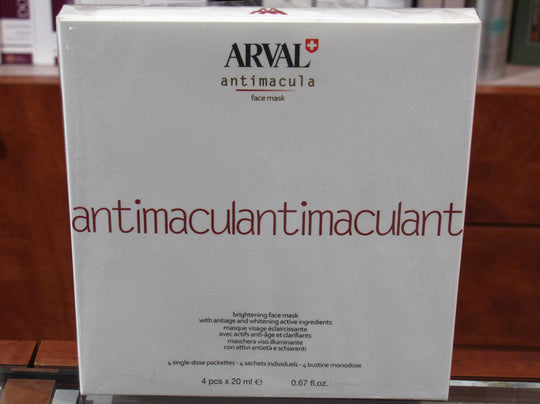 ARVAL
antimacula
face mask
antimaculantimaculant
brightening face mask
with antiage and whitening active ingredients
masque visage éclaircissante
avec actifs anti-âge et clarifiants
maschera viso illuminante
con attivi antietà e schiarenti
4 single-dose packettes - 4 sachets individuels - 4 bustine monodose
4 pcs x 20 ml ℮ 0.67 fl.oz.